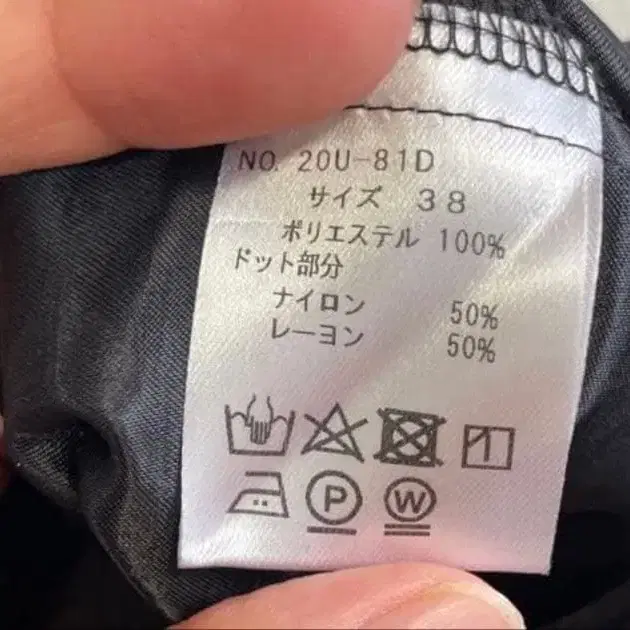 NO. 20U-81D
サイズ 38
ポリエステル 100%
ドット部分
ナイロン 50%
レーヨン 50%
P W